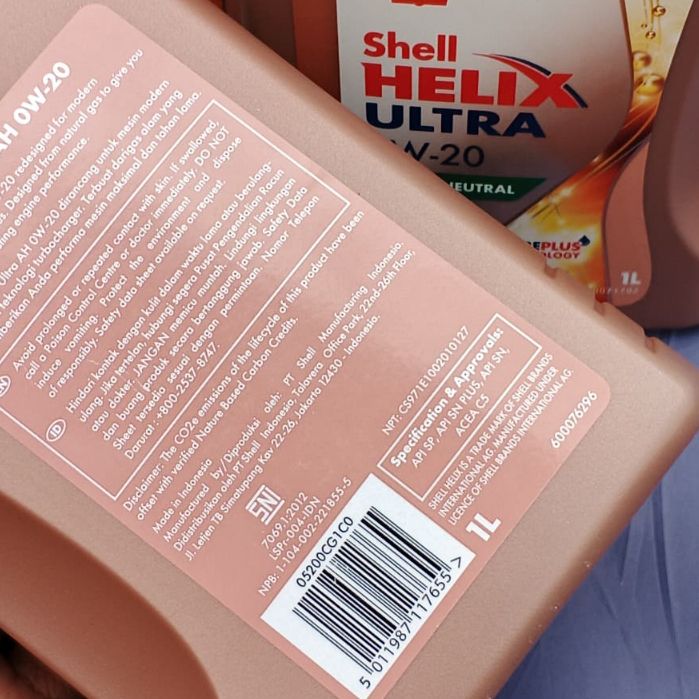 Shell
HELIX
ULTRA
W-20
NEUTRAL
PLUS
OLOGY
1L
AH 0W-20
-20 redesigned for modern
Designed from natural gas to give you
engine performance.
Ultra AH 0W-20 dirancang untuk mesin modern
teknologi turbocharger. Terbuat dari gas alam yang
Anda performa mesin maksimal dan tahan lama.
Avoid prolonged or repeated contact with skin. If swallowed,
call a Poison Control Centre or doctor immediately DO NOT
induce vomiting. Protect the environment and dispose
of responsibly. Safety data sheet available on request.
ID
Hindari kontak dengan kulit dalam waktu lama atau berulang-
ulang. Jika tertelan, hubungi segera Pusat Pengendalian Racun
atau dokter, JANGAN memicu muntah. Lindungi lingkungan
dan buang produk secara bertanggung jawab. Safety Data
Sheet tersedia sesuai dengan permintaan. Nomor Telepon
Darurat : +800-2537-8747.
Disclaimer: The CO2e emissions of the lifecycle of this product have been
offset with verified Nature Based Carbon Credits.
Made in Indonesia
Manufactured by/Diproduksi oleh: PT Shell Manufacturing Indonesia.
Didistribusikan oleh PT Shell Indonesia, Talavera Office Park, 22nd-26th Floor,
Jl. Letjen TB Simatupang Kav 22-26, Jakarta 12430.- Indonesia.
SNI
7069.1:2012
LSPr-004-IDN
NPB: 1-104-002-221855-5
NPT: CS971E1002010127
Specification & Approvals:
API SP, API SN PLUS, API SN,
ACEA C5
SHELL HELIX IS A TRADE MARK OF SHELL BRANDS
INTERNATIONAL AG MANUFACTURED UNDER
LICENCE OF SHELL BRANDS INTERNATIONAL AG.
600076296
05200CG1C0
5 011987 117655 >
1L